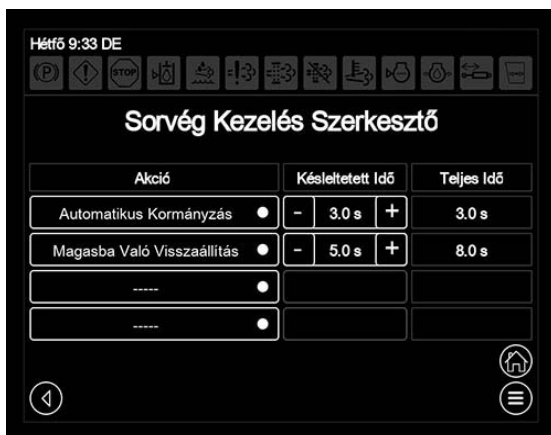 Hétfő 9:33 DE
(P) STOP
Sorvég Kezelés Szerkesztő
Akció Késleltetett Idő Teljes Idő
Automatikus Kormányzás - 3.0 s + 3.0 s
Magasba Való Visszaállítás - 5.0 s + 8.0 s
-----
-----